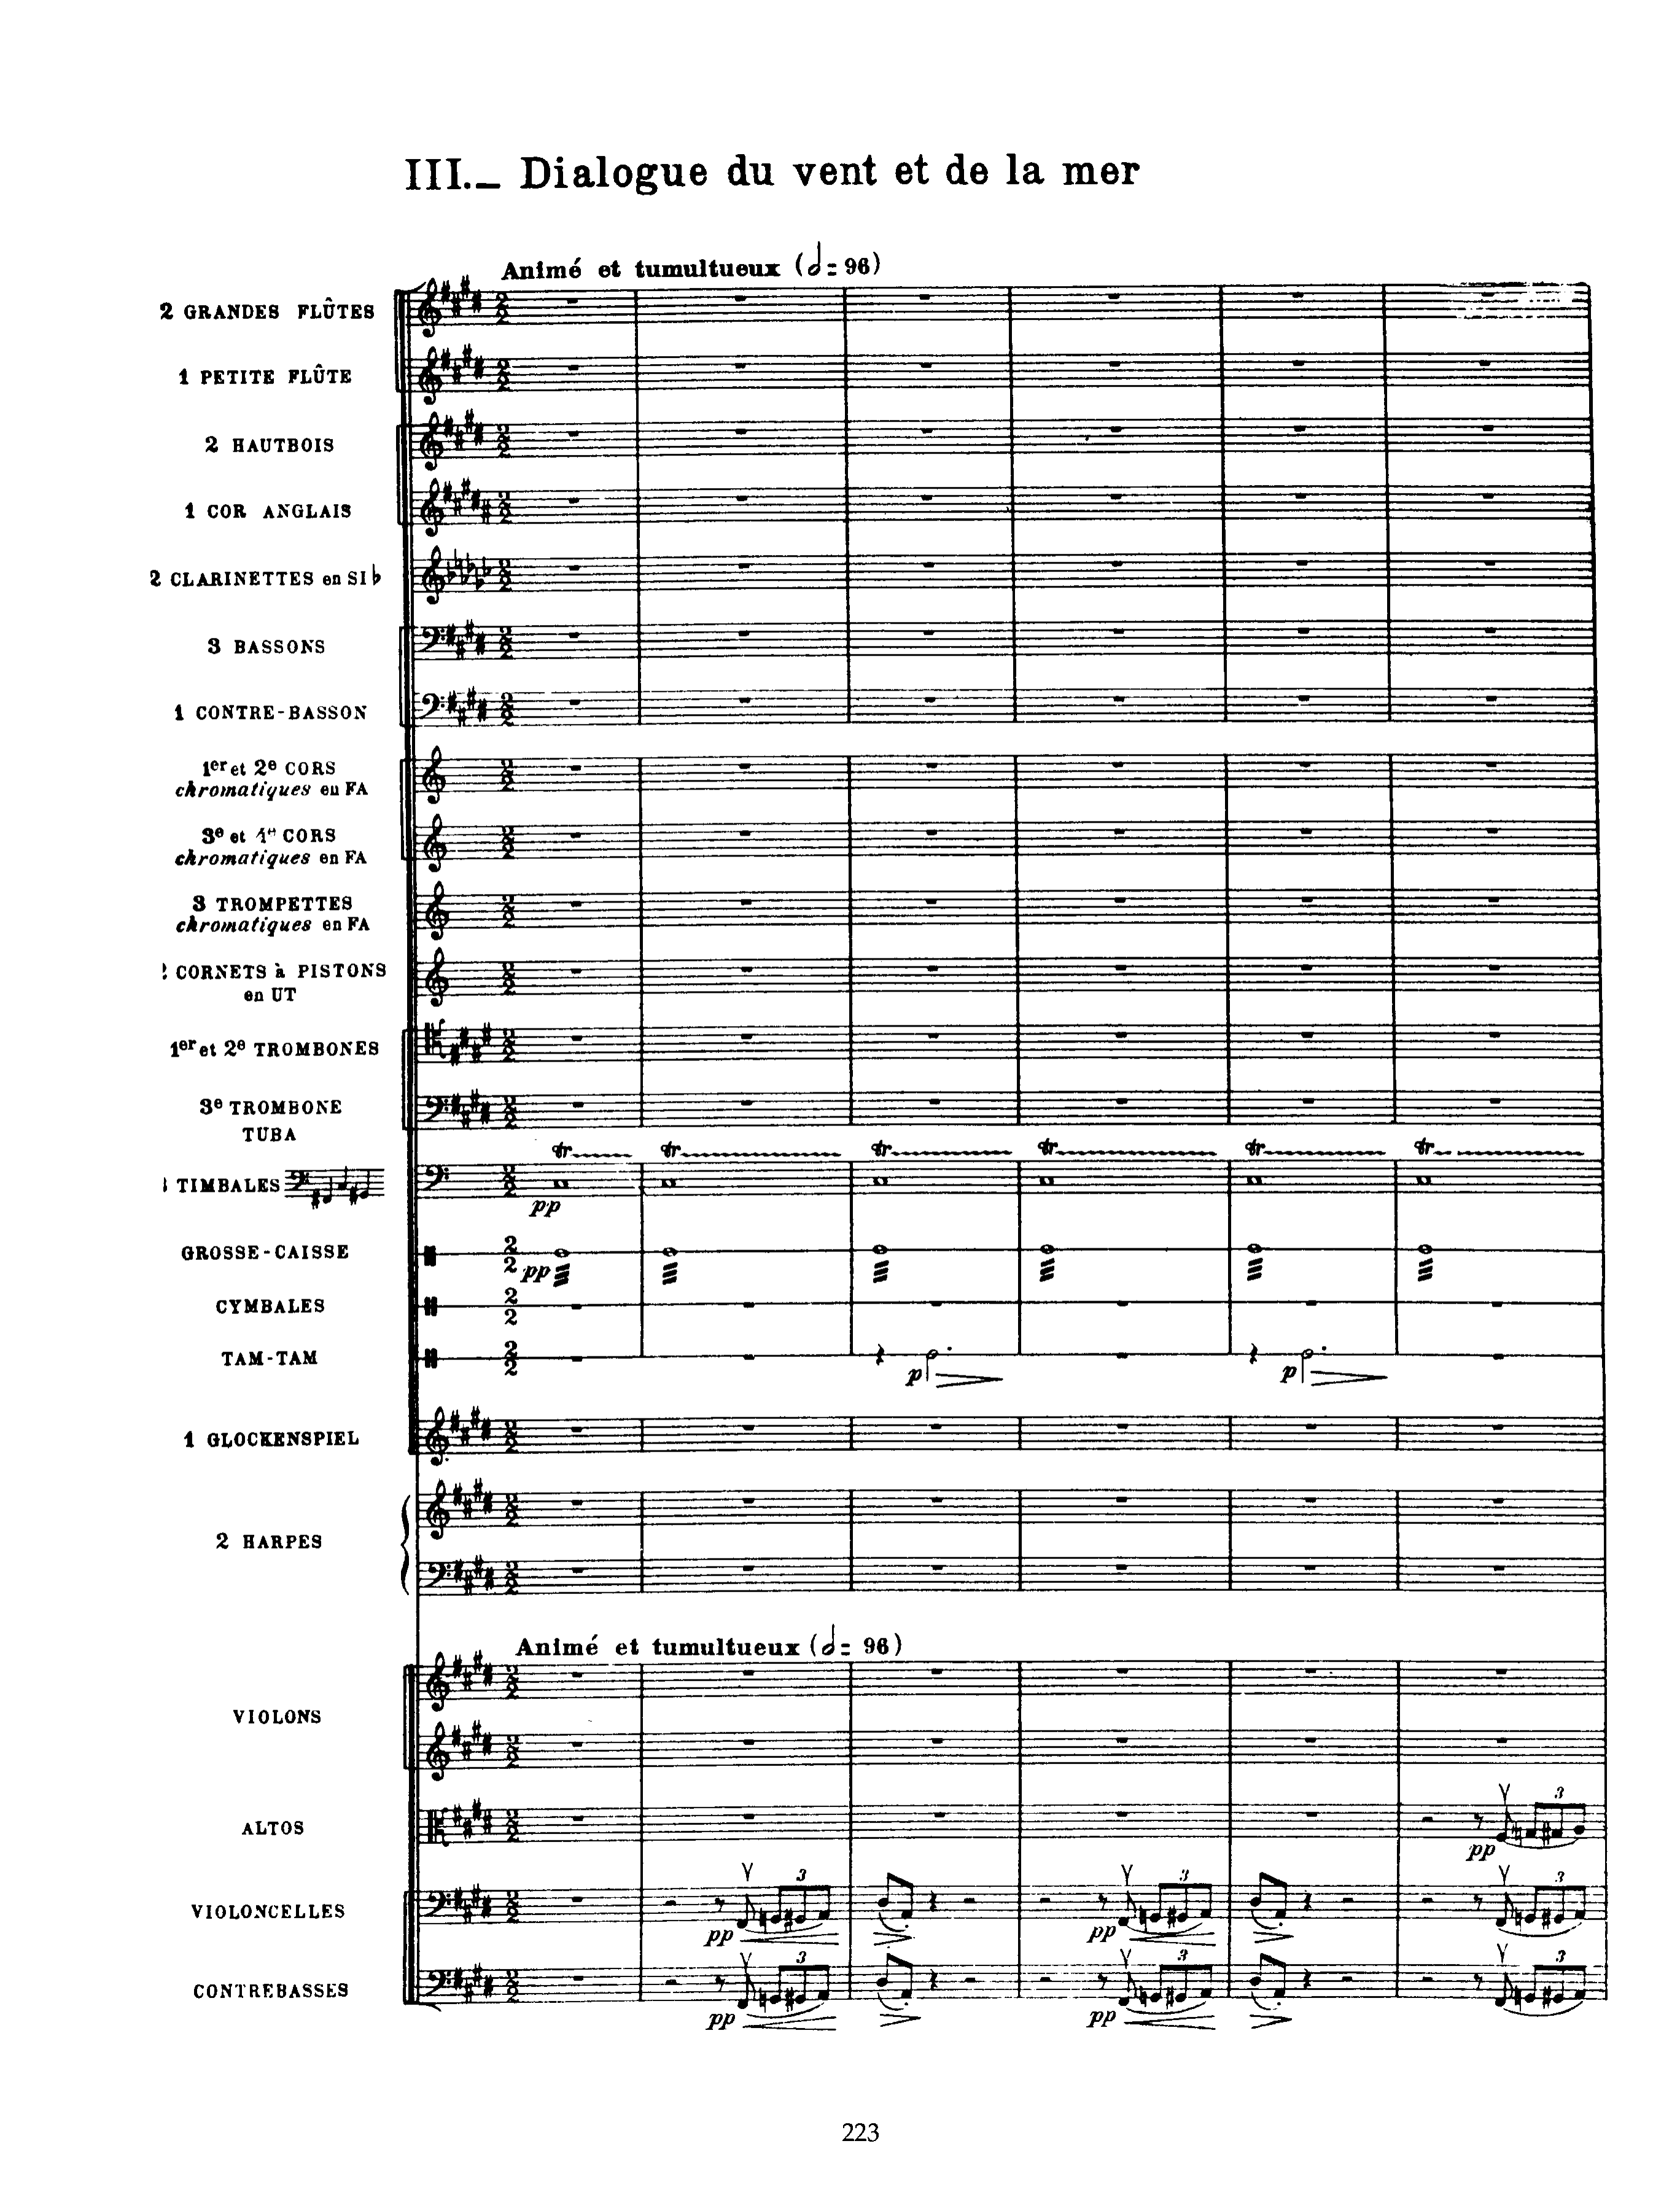 III._ Dialogue du vent et de la mer
Animé et tumultueux (𝅗𝅥 = 96)
2 GRANDES FLÛTES
1 PETITE FLÛTE
2 HAUTBOIS
1 COR ANGLAIS
2 CLARINETTES en SI♭
3 BASSONS
1 CONTRE-BASSON
1er et 2e CORS
chromatiques en FA
3e et 4e CORS
chromatiques en FA
3 TROMPETTES
chromatiques en FA
CORNETS à PISTONS
en UT
1er et 2e TROMBONES
3e TROMBONE
TUBA
tr tr tr tr tr tr
TIMBALES
pp
GROSSE-CAISSE
pp
CYMBALES
TAM-TAM
p p
1 GLOCKENSPIEL
2 HARPES
Animé et tumultueux (𝅗𝅥 = 96)
VIOLONS
ALTOS
3
pp
VIOLONCELLES
3 3 3
pp pp
CONTREBASSES
3 3 3
pp pp
223